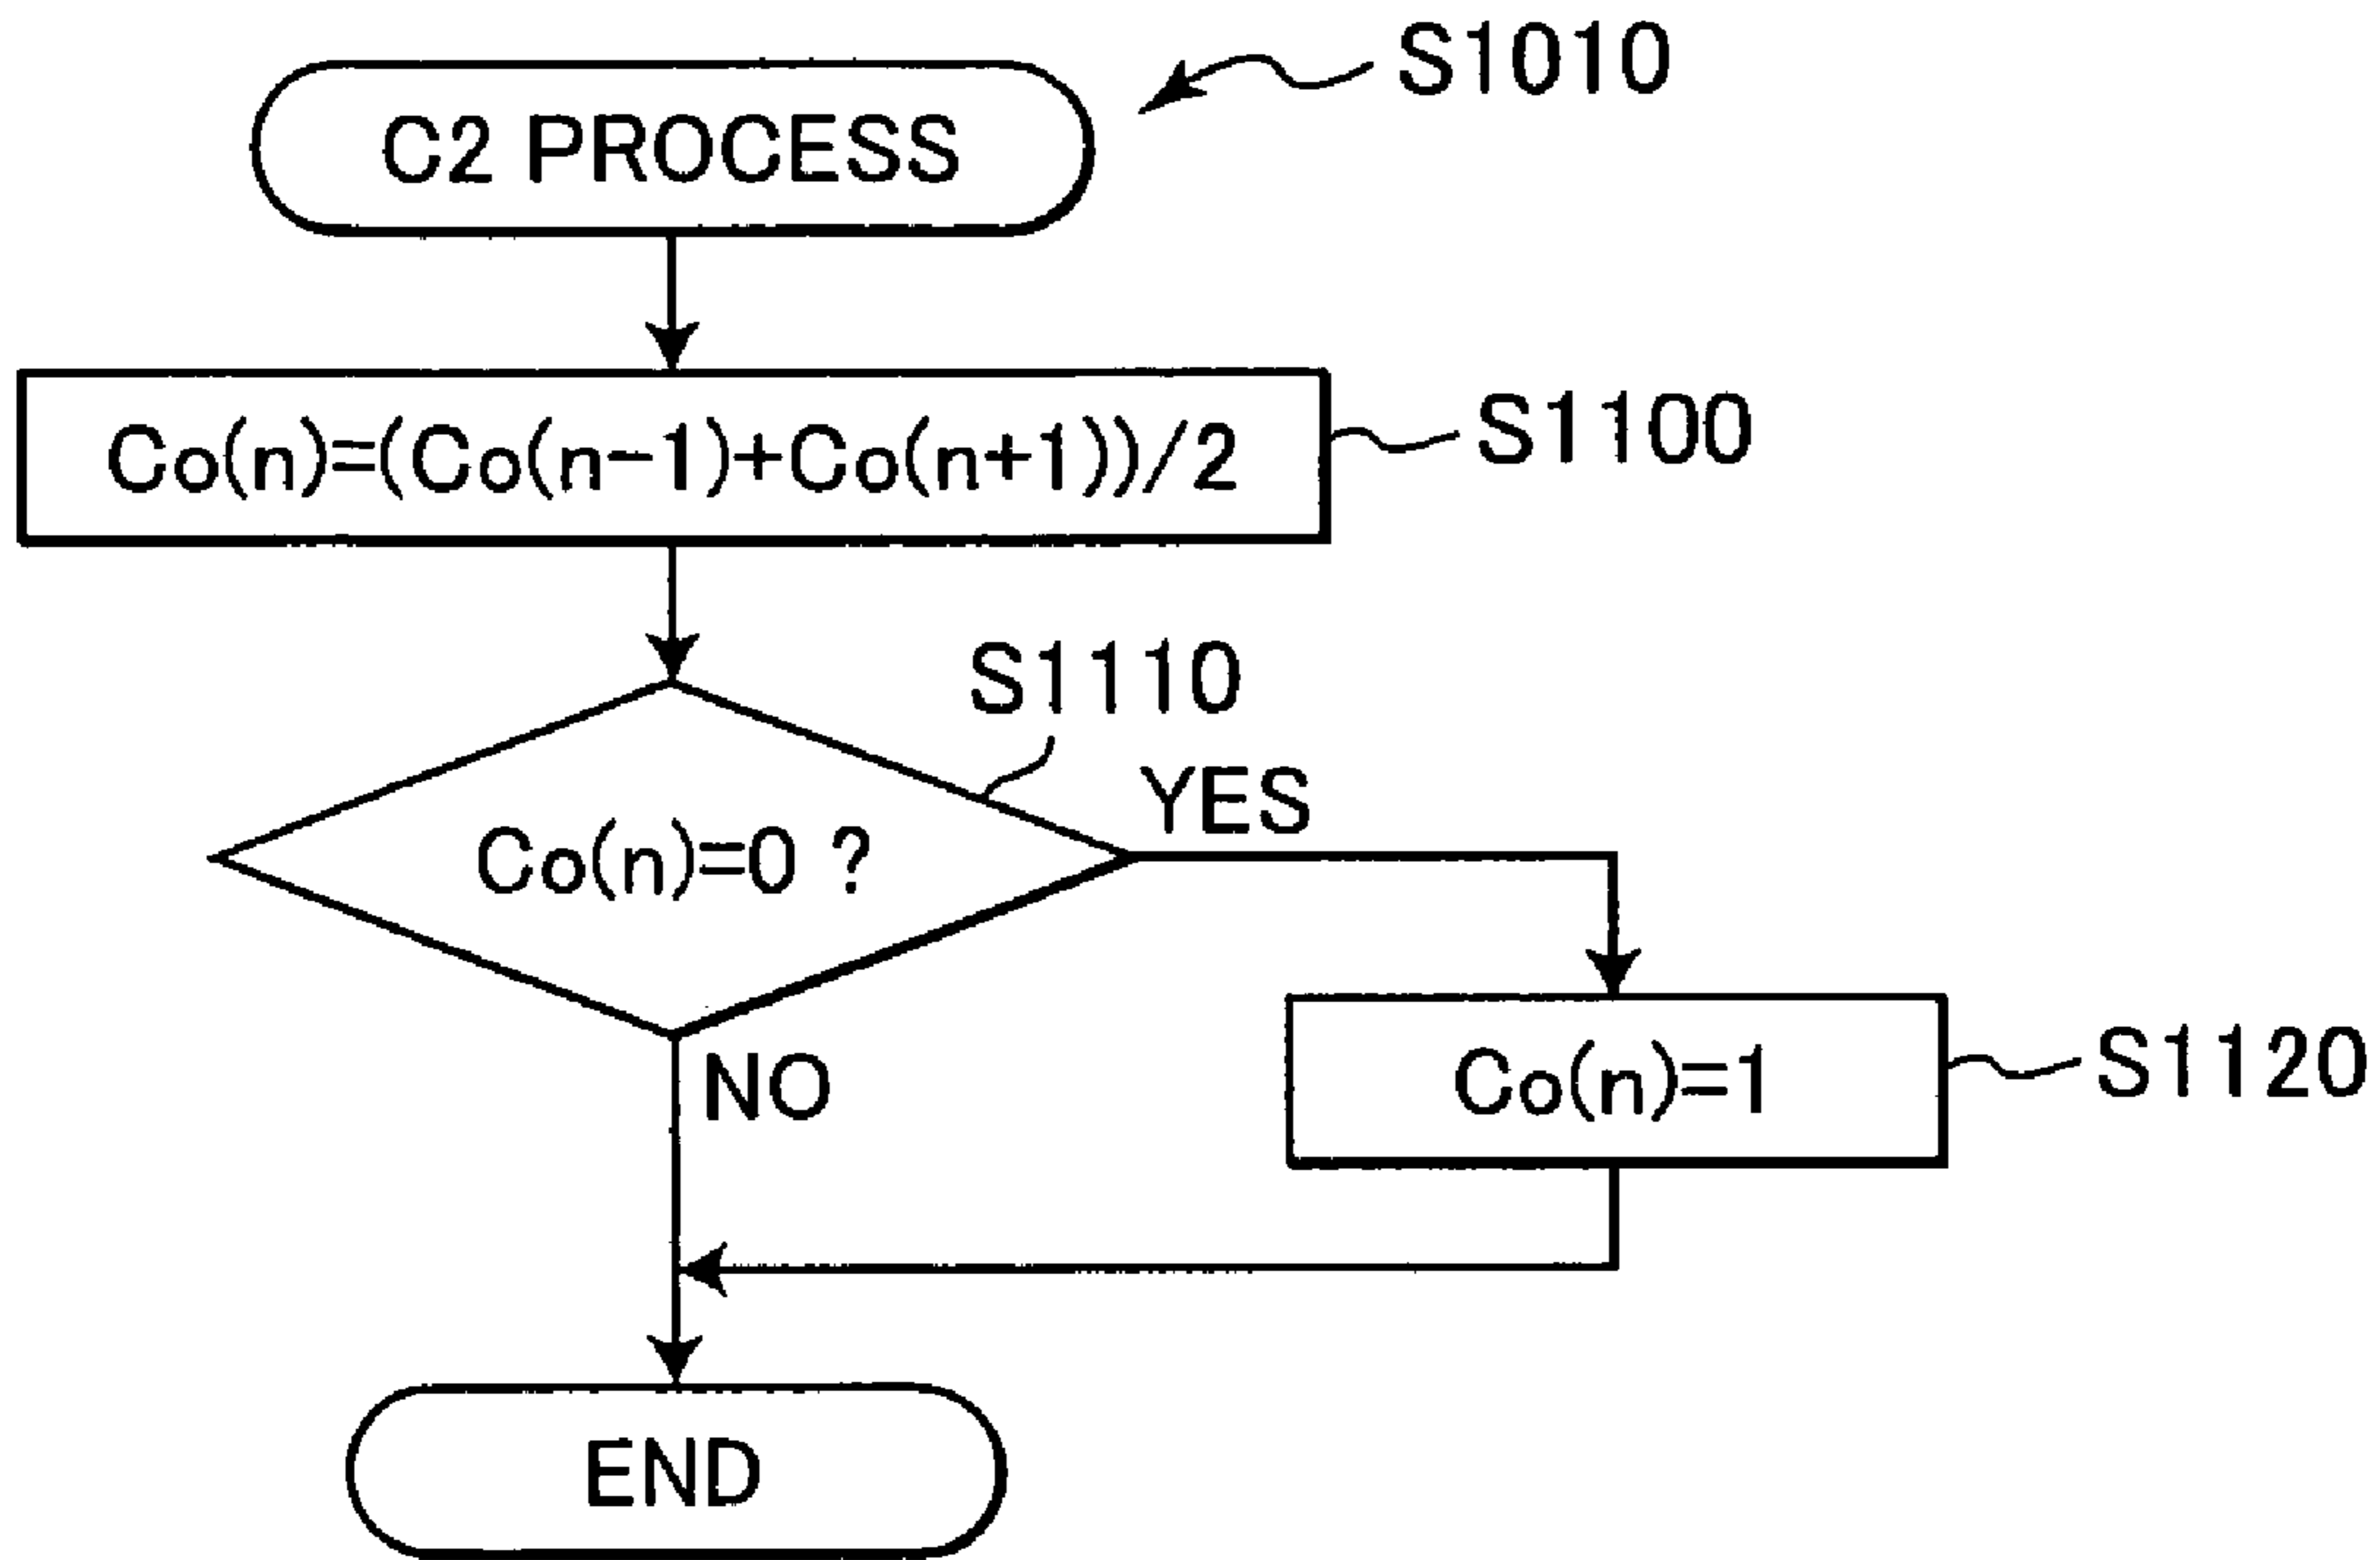 S1010
C2 PROCESS
Co(n)=(Co(n-1)+Co(n+1))/2
S1100
S1110
YES
Co(n)=0 ?
NO
Co(n)=1
S1120
END